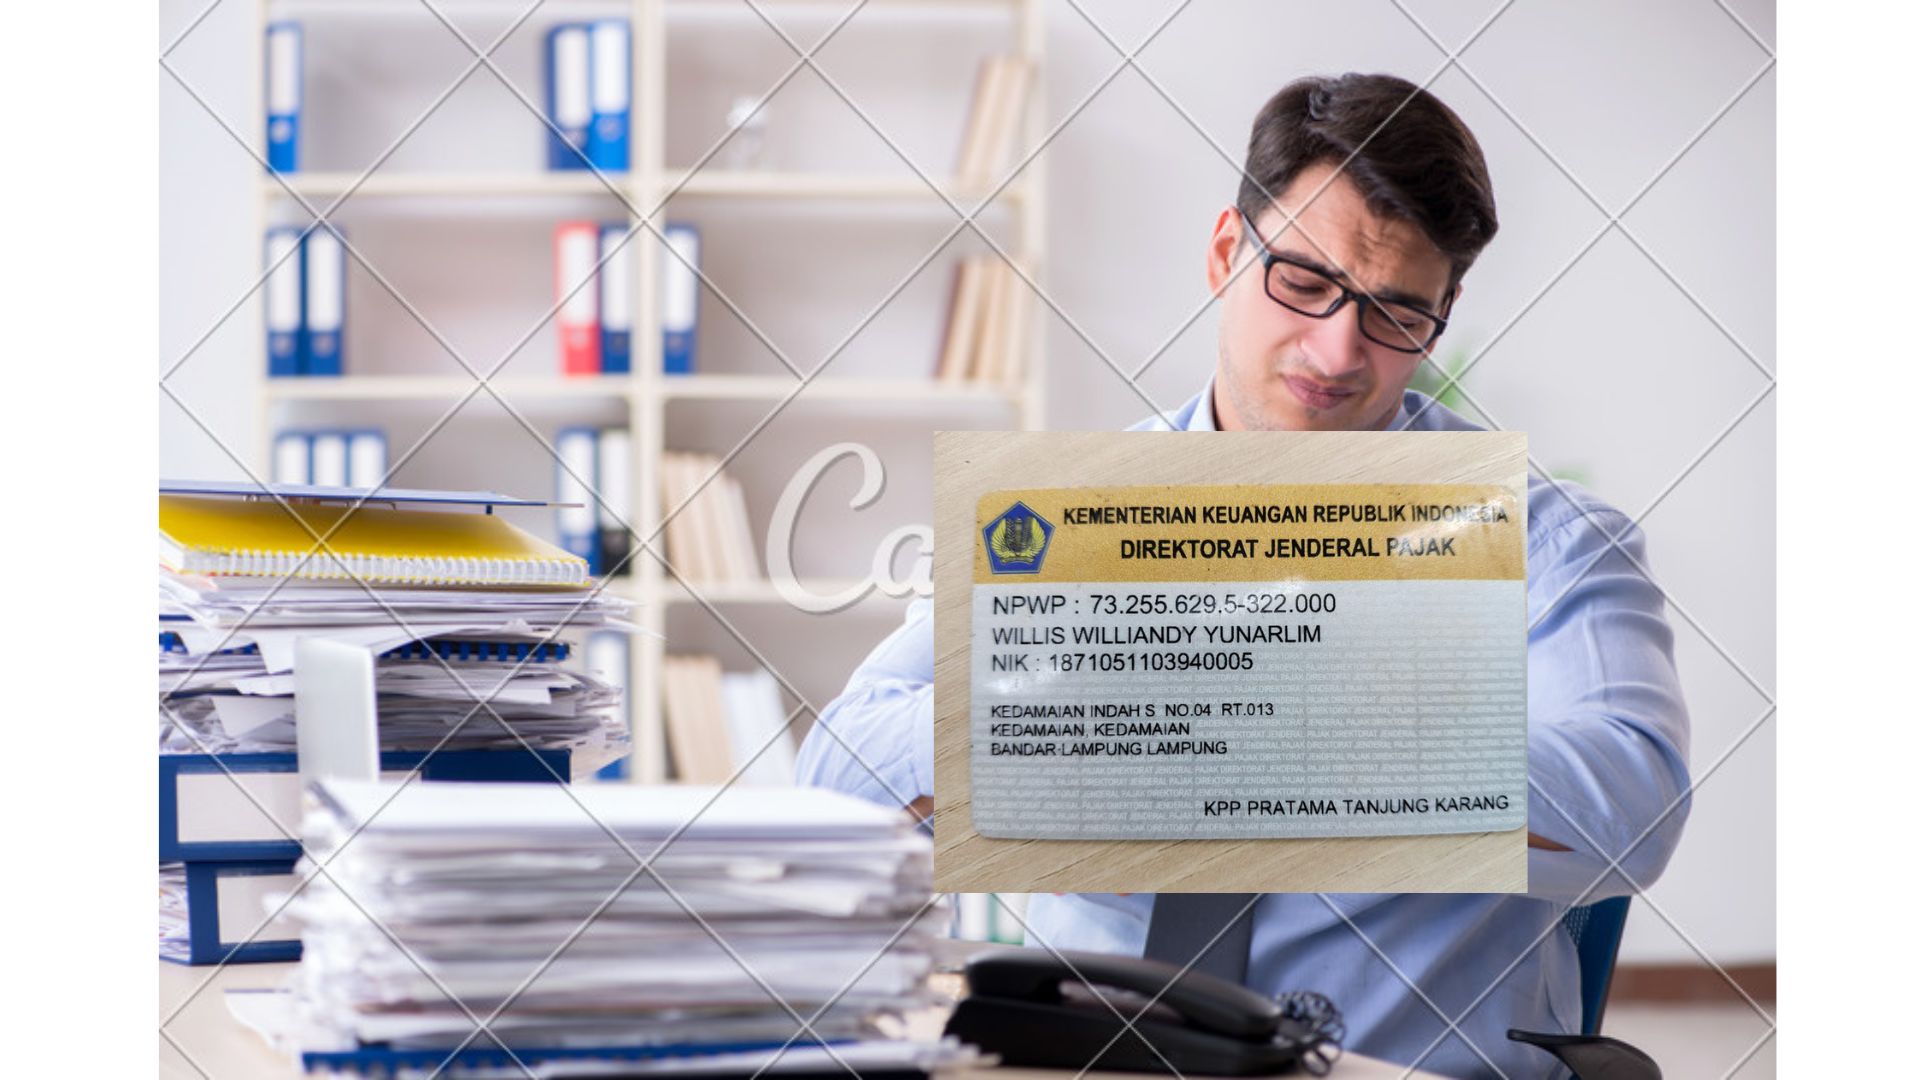 Ca
KEMENTERIAN KEUANGAN REPUBLIK INDONESIA
DIREKTORAT JENDERAL PAJAK
NPWP : 73.255.629.5-322.000
WILLIS WILLIANDY YUNARLIM
NIK : 1871051103940005
KEDAMAIAN INDAH S NO.04 RT.013
KEDAMAIAN, KEDAMAIAN
BANDAR LAMPUNG LAMPUNG
KPP PRATAMA TANJUNG KARANG